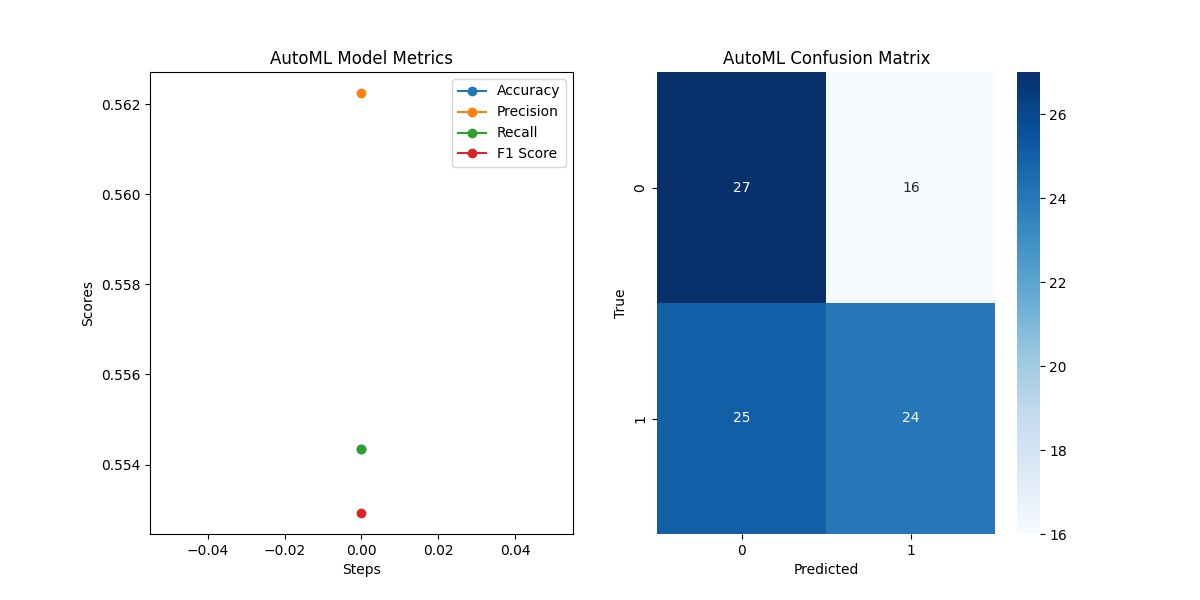 AutoML Model Metrics
Accuracy
Precision
Recall
F1 Score
0.562
0.560
0.558
0.556
0.554
Scores
−0.04 −0.02 0.00 0.02 0.04
Steps
AutoML Confusion Matrix
27 16
25 24
0
1
True
0 1
Predicted
26
24
22
20
18
16